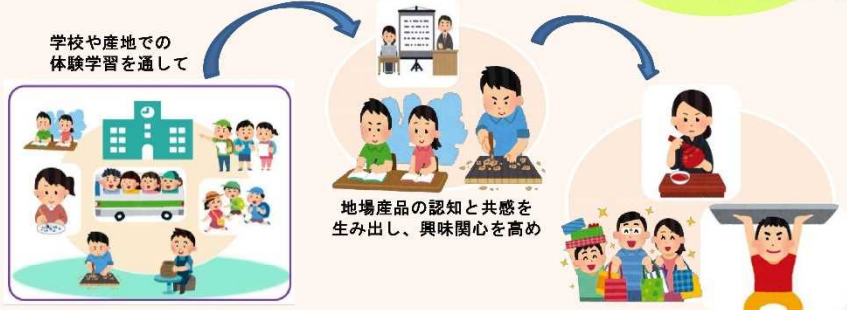 学校や産地での
体験学習を通して
地場産品の認知と共感を
生み出し、興味関心を高め